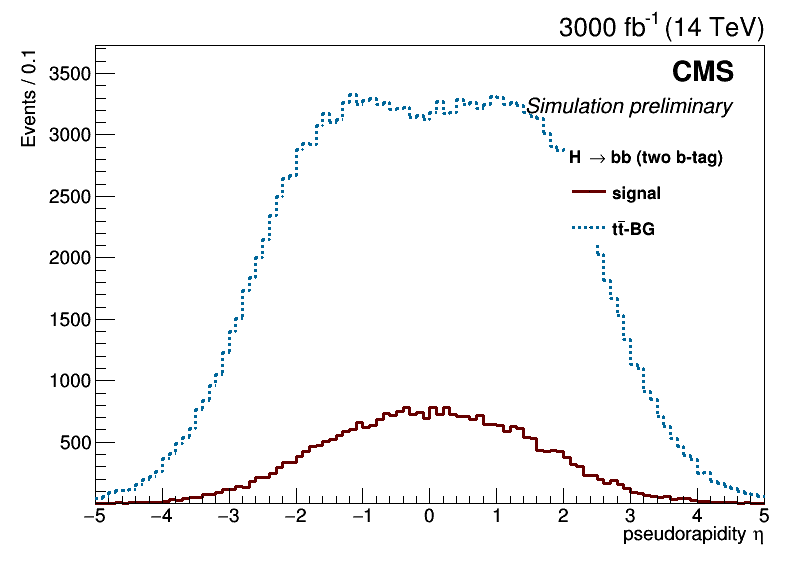 3000 fb⁻¹ (14 TeV)
CMS
Simulation preliminary
H → bb (two b-tag)
signal
tt̄-BG
Events / 0.1
3500
3000
2500
2000
1500
1000
500
−5 −4 −3 −2 −1 0 1 2 3 4 5
pseudorapidity η